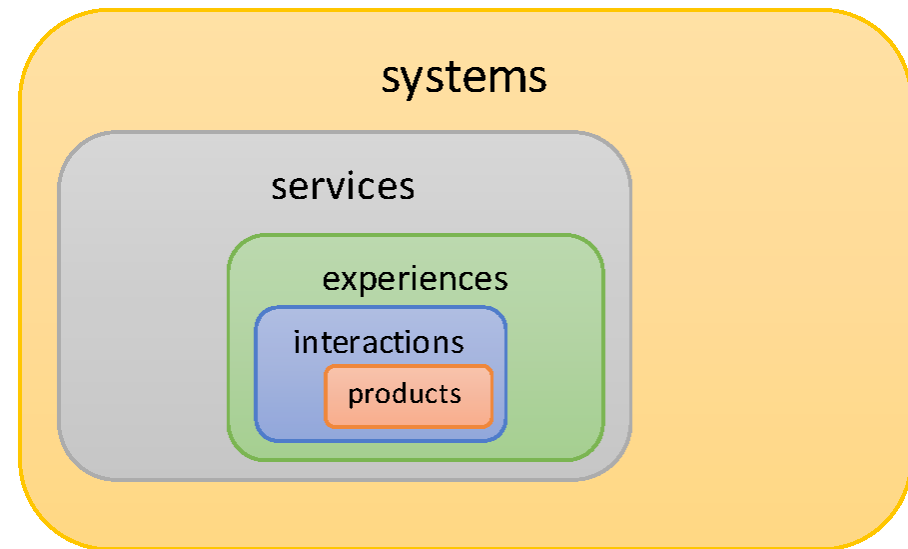 systems
services
experiences
interactions
products